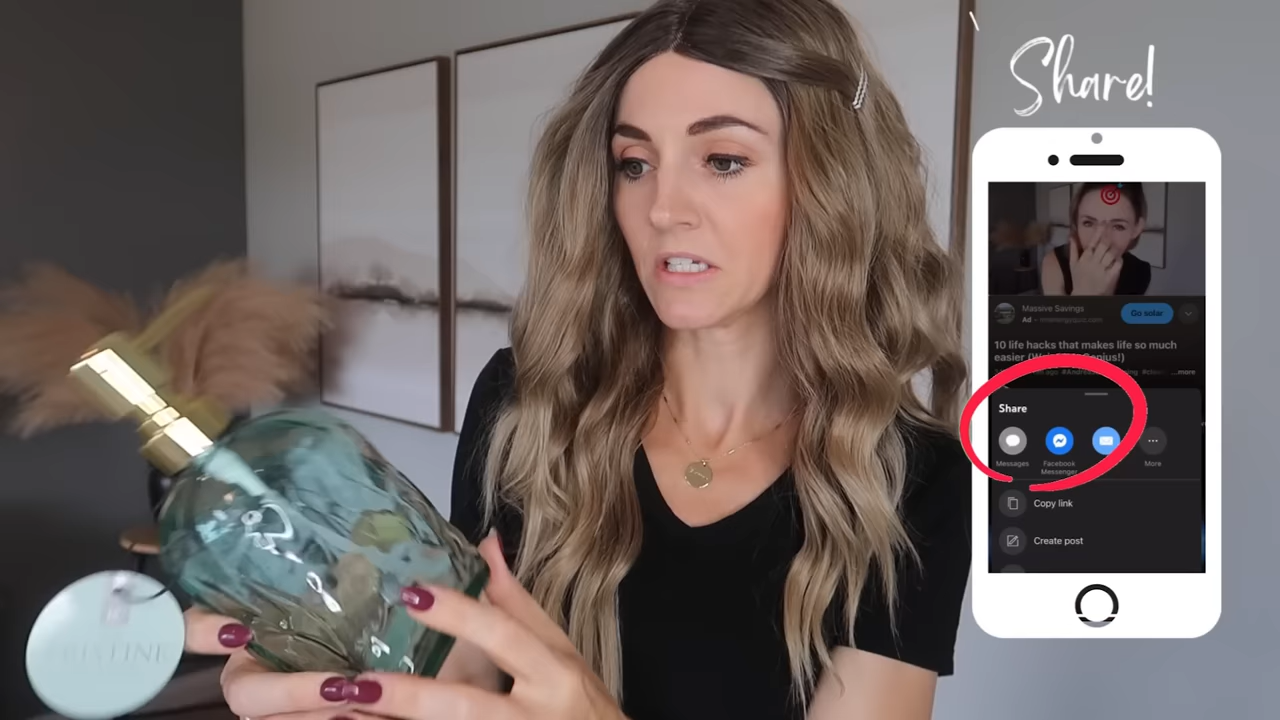 Share!
Massive Savings
Go solar
Ad
10 life hacks that makes life so much
easier
...more
Share
Messages
Facebook
Messenger
More
Copy link
Create post